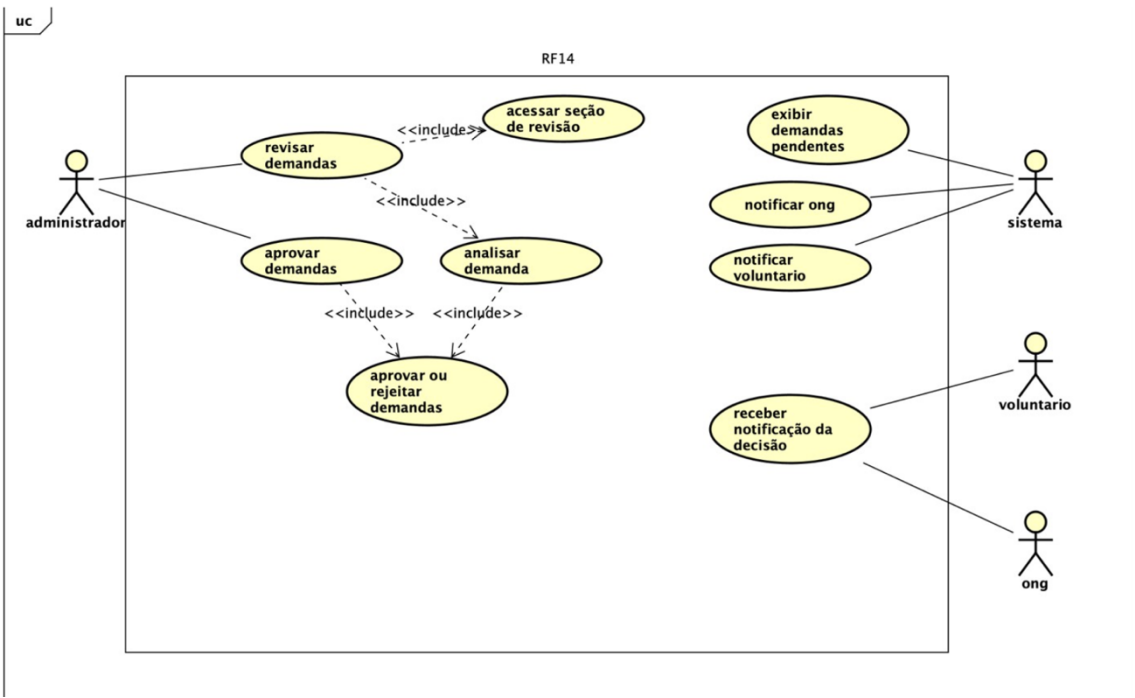 uc
RF14
acessar seção
de revisão
<<include>>
revisar
demandas
exibir
demandas
pendentes
administrador
<<include>>
notificar ong
sistema
aprovar
demandas
analisar
demanda
notificar
voluntario
<<include>>
<<include>>
aprovar ou
rejeitar
demandas
voluntario
receber
notificação da
decisão
ong